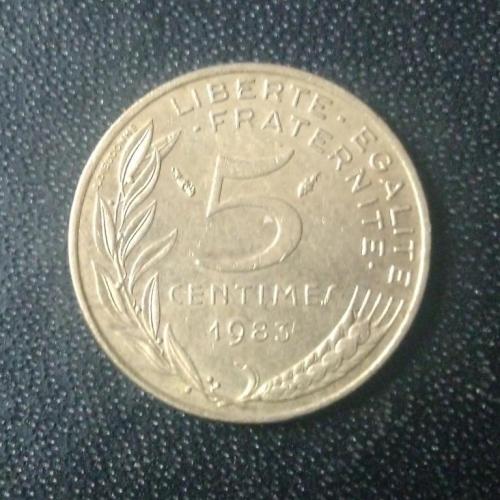 LIBERTE · EGALITE
· FRATERNITE ·
5
CENTIMES
1983